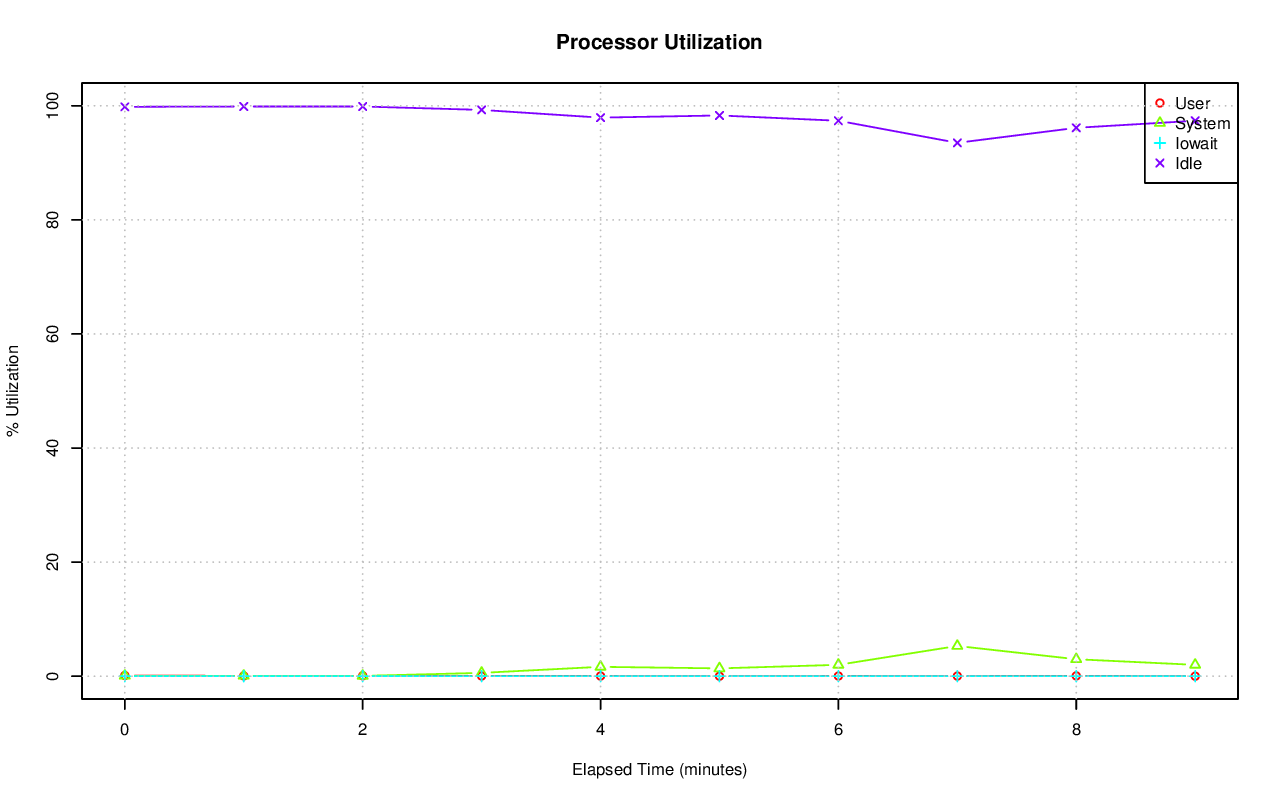 Processor Utilization
100
80
60
40
20
0
% Utilization
User
System
Iowait
Idle
0 2 4 6 8
Elapsed Time (minutes)